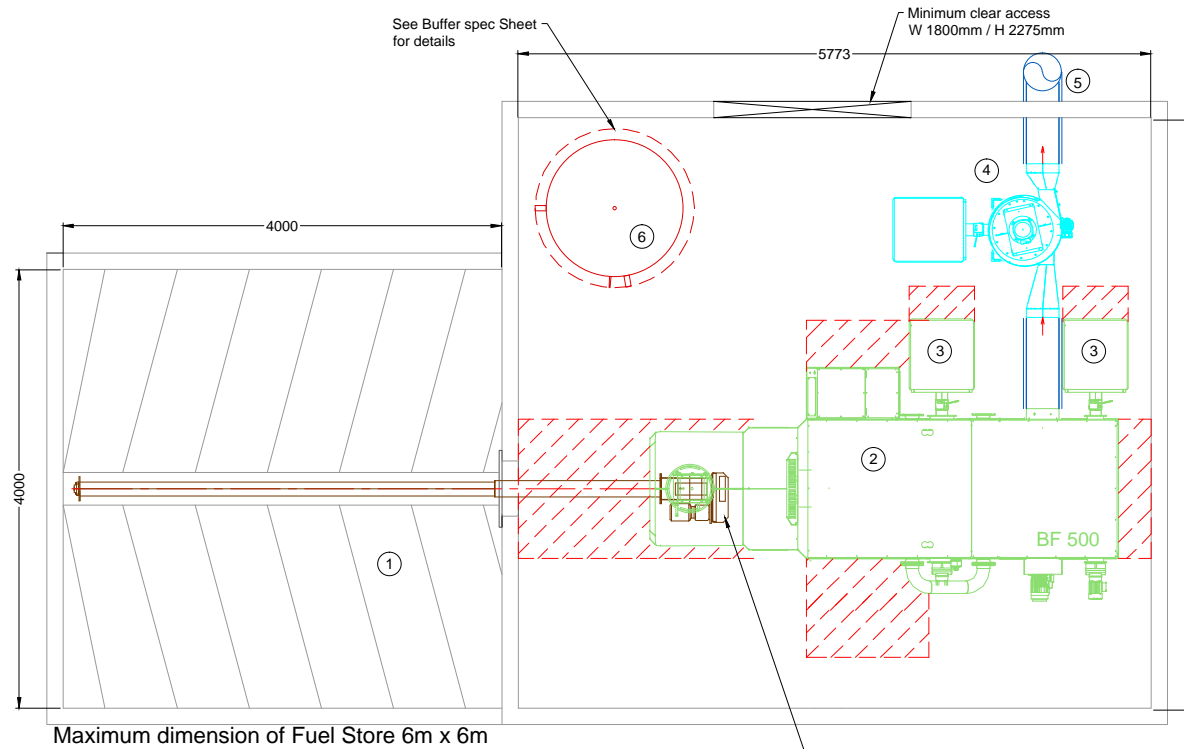 See Buffer spec Sheet
for details
Minimum clear access
W 1800mm / H 2275mm
5773
5
4
4000
6
3
3
2
4000
BF 500
1
Maximum dimension of Fuel Store 6m x 6m